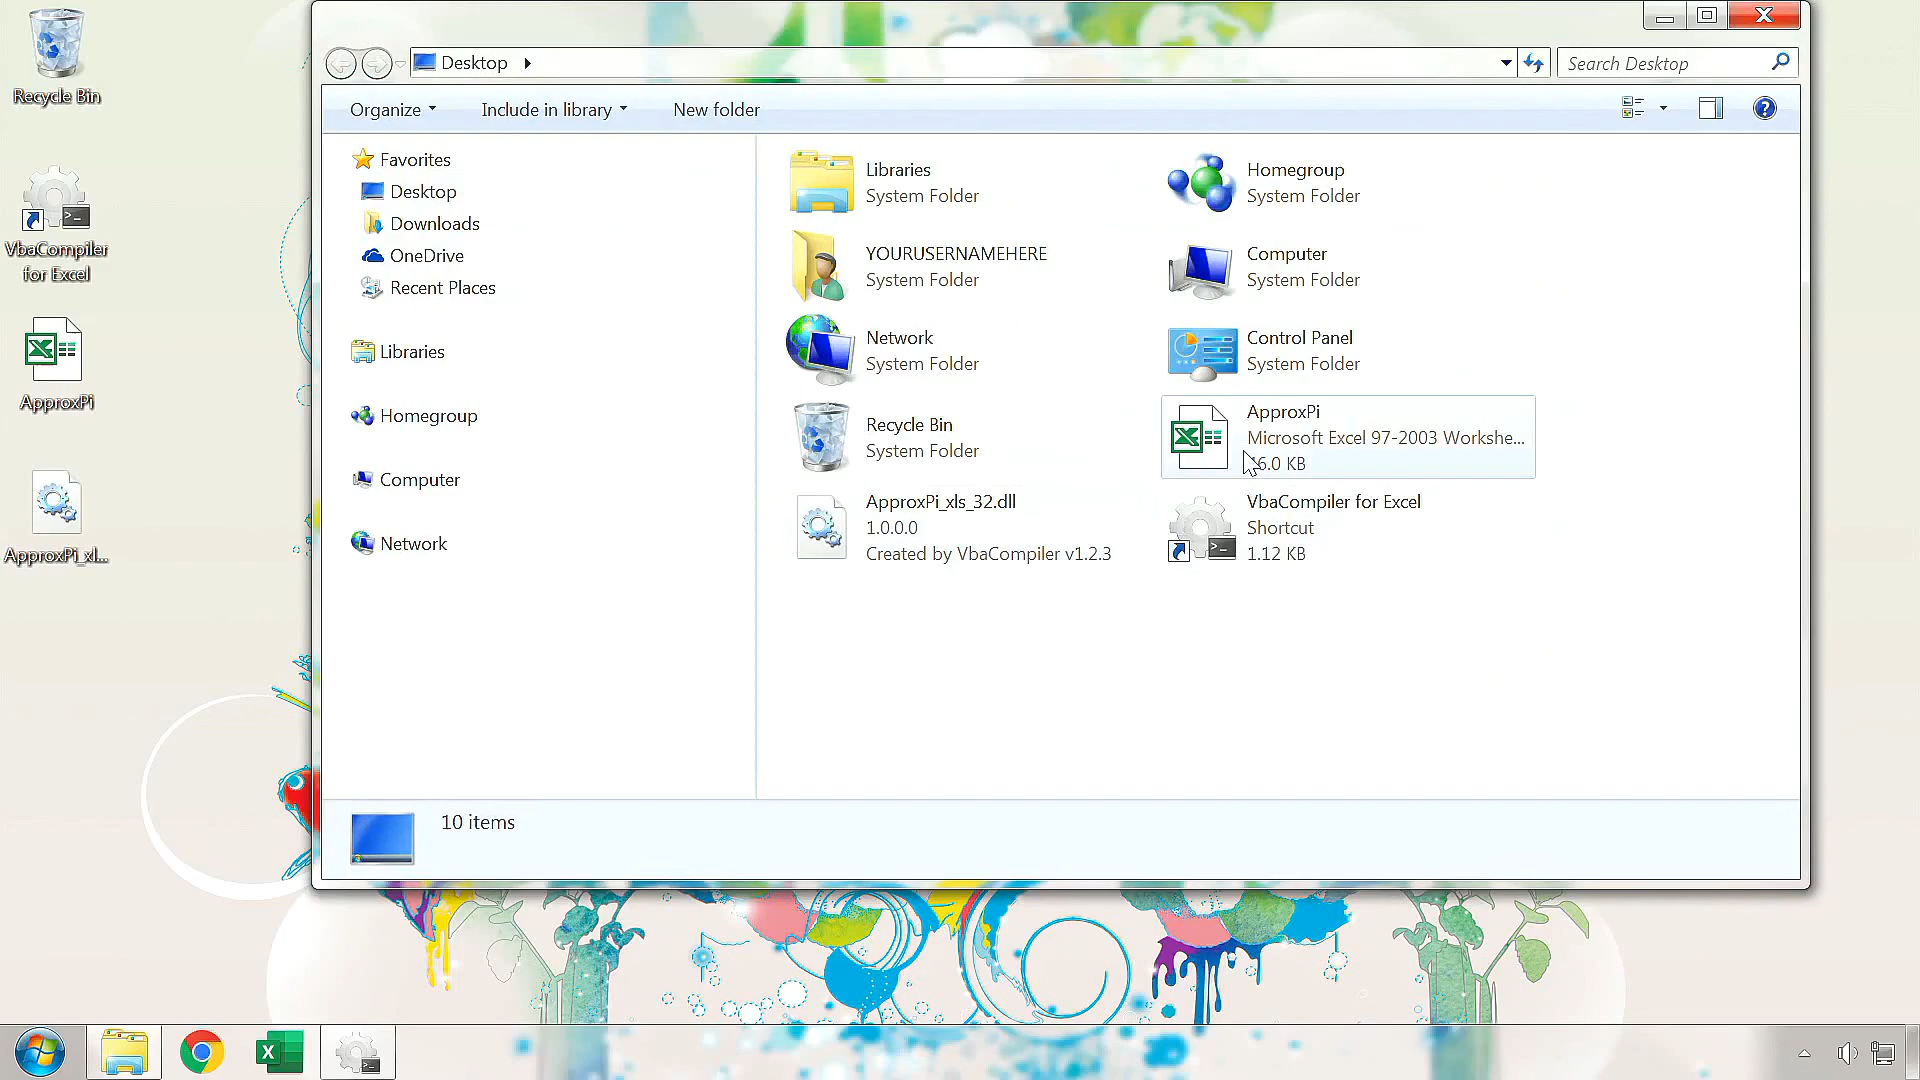 Recycle Bin
VbaCompiler
for Excel
ApproxPi
ApproxPi_xl...
Desktop
Search Desktop
Organize
Include in library
New folder
Favorites
Desktop
Downloads
OneDrive
Recent Places
Libraries
Homegroup
Computer
Network
Libraries
System Folder
Homegroup
System Folder
YOURUSERNAMEHERE
System Folder
Computer
System Folder
Network
System Folder
Control Panel
System Folder
Recycle Bin
System Folder
ApproxPi
Microsoft Excel 97-2003 Workshe...
KB
ApproxPi_xls_32.dll
1.0.0.0
Created by VbaCompiler v1.2.3
VbaCompiler for Excel
Shortcut
1.12 KB
10 items